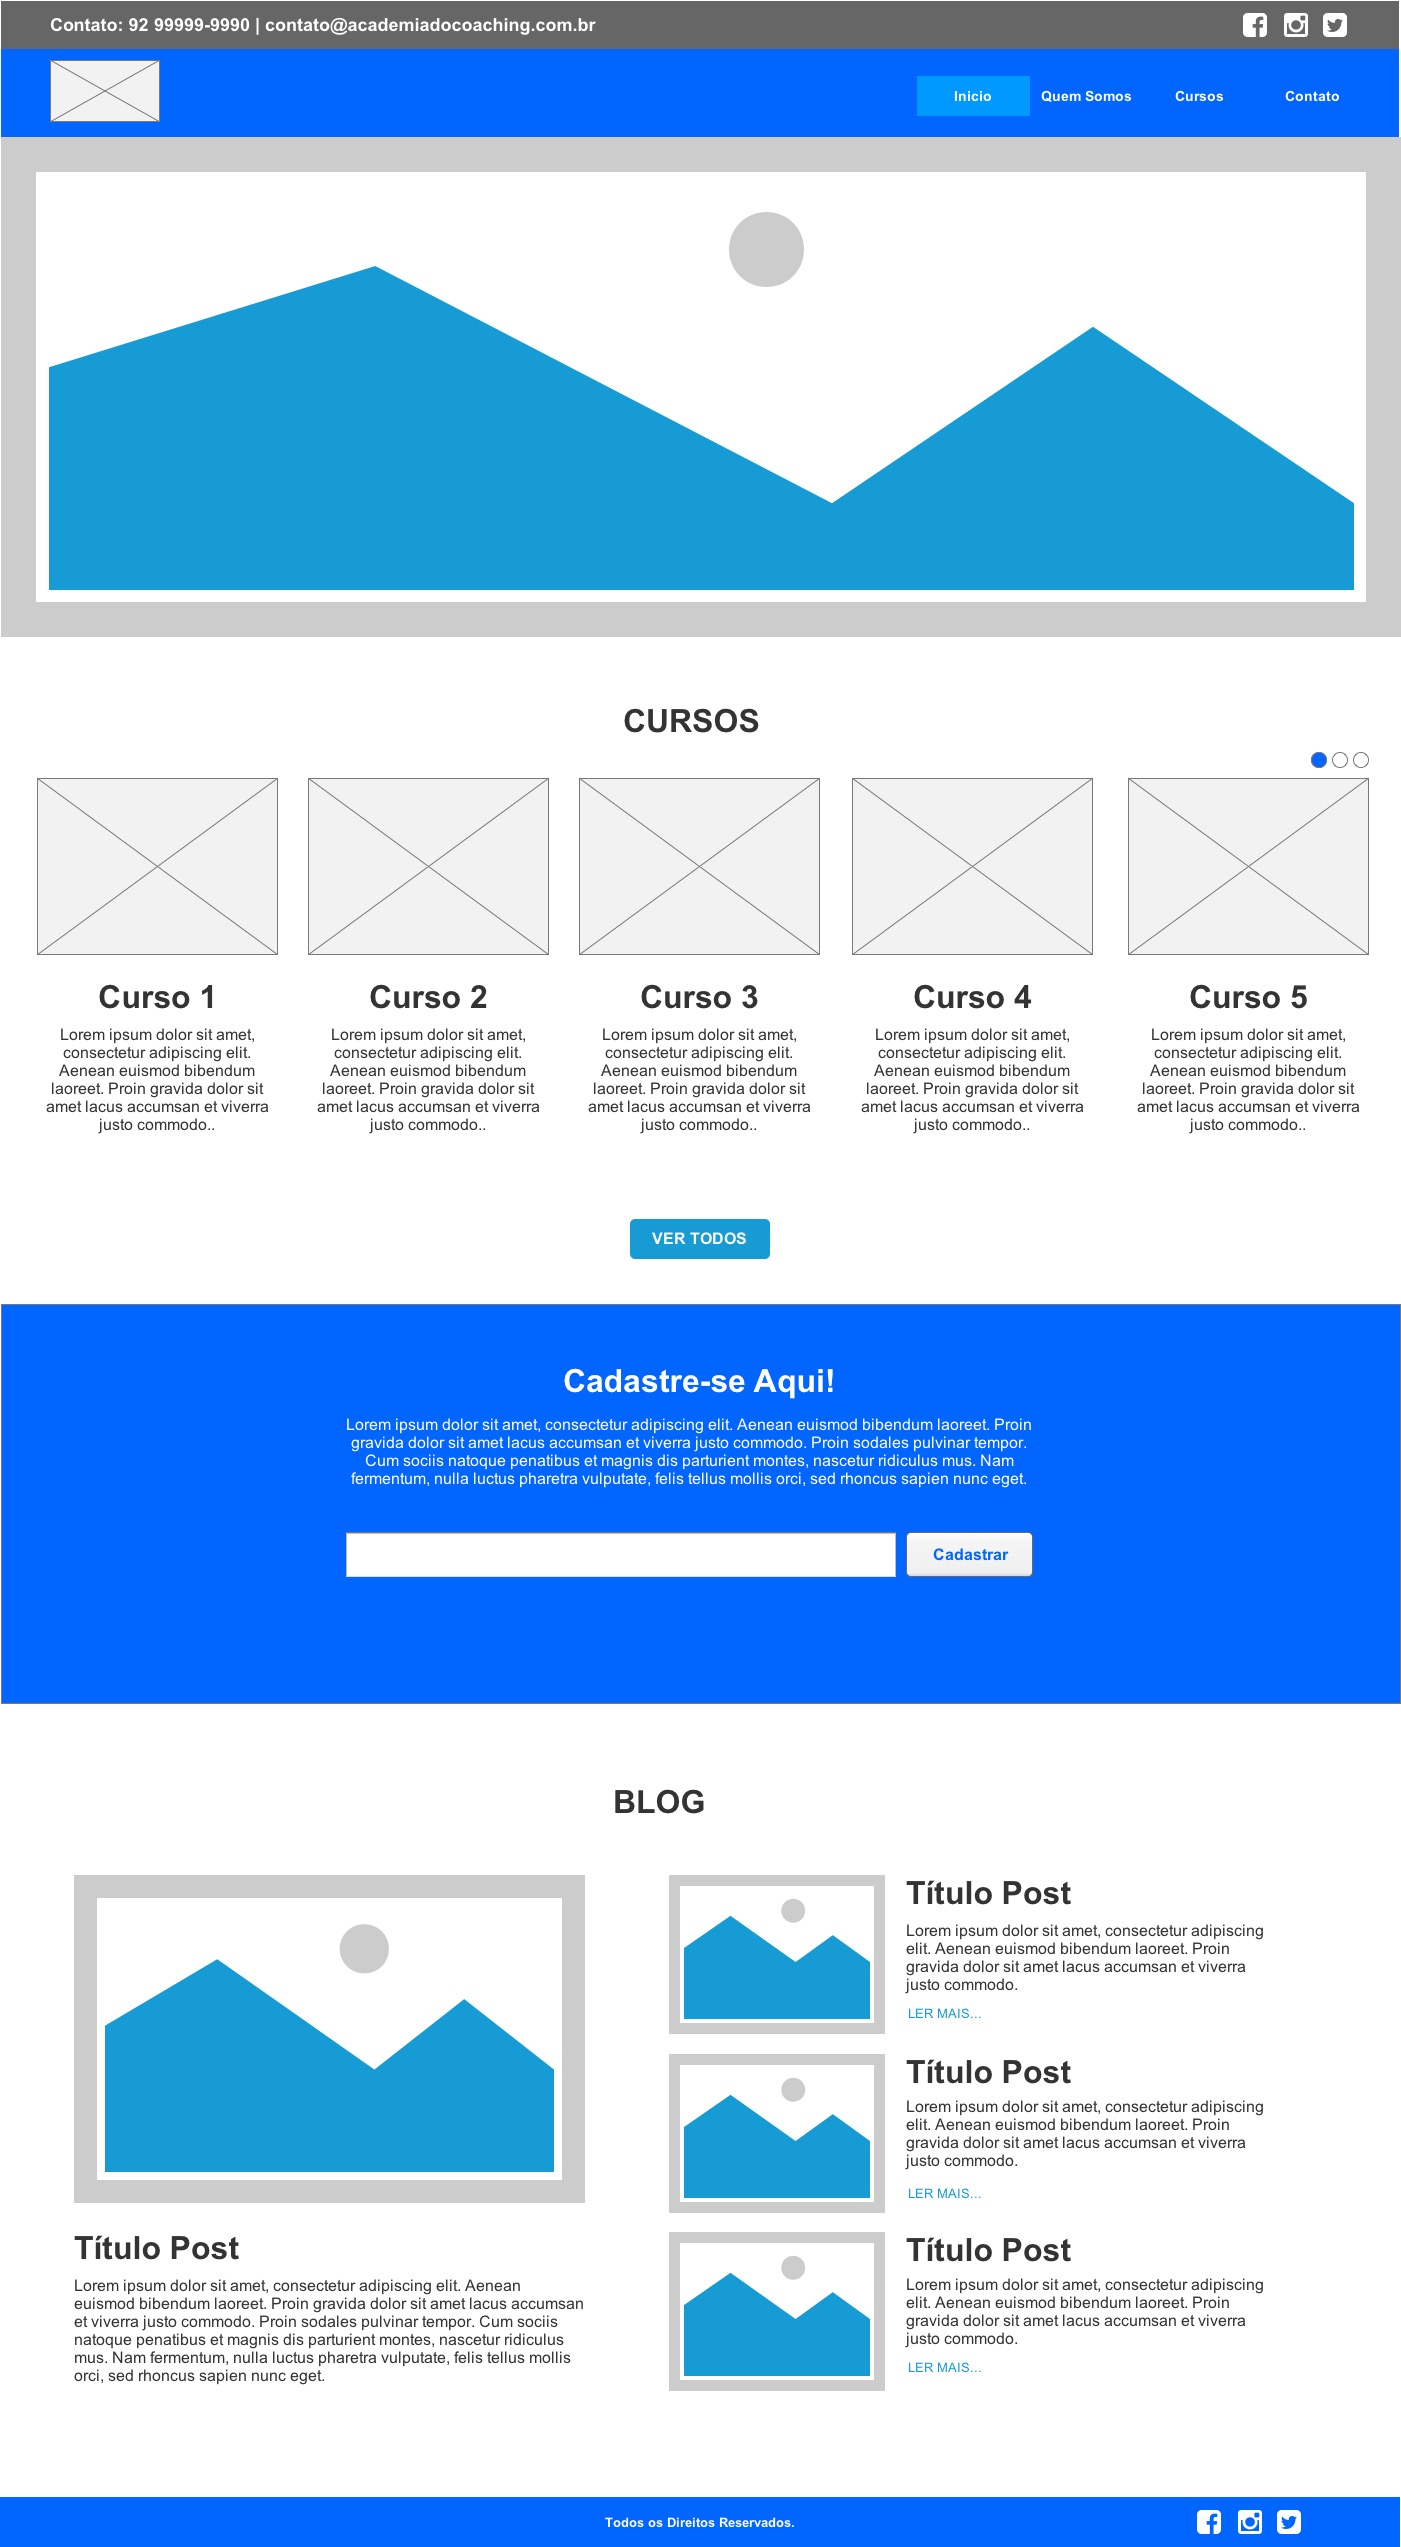 Contato: 92 99999-9990 | contato@academiadocoaching.com.br
Inicio
Quem Somos
Cursos
Contato
CURSOS
Curso 1
Lorem ipsum dolor sit amet,
consectetur adipiscing elit.
Aenean euismod bibendum
laoreet. Proin gravida dolor sit
amet lacus accumsan et viverra
justo commodo..
Curso 2
Lorem ipsum dolor sit amet,
consectetur adipiscing elit.
Aenean euismod bibendum
laoreet. Proin gravida dolor sit
amet lacus accumsan et viverra
justo commodo..
Curso 3
Lorem ipsum dolor sit amet,
consectetur adipiscing elit.
Aenean euismod bibendum
laoreet. Proin gravida dolor sit
amet lacus accumsan et viverra
justo commodo..
Curso 4
Lorem ipsum dolor sit amet,
consectetur adipiscing elit.
Aenean euismod bibendum
laoreet. Proin gravida dolor sit
amet lacus accumsan et viverra
justo commodo..
Curso 5
Lorem ipsum dolor sit amet,
consectetur adipiscing elit.
Aenean euismod bibendum
laoreet. Proin gravida dolor sit
amet lacus accumsan et viverra
justo commodo..
VER TODOS
Cadastre-se Aqui!
Lorem ipsum dolor sit amet, consectetur adipiscing elit. Aenean euismod bibendum laoreet. Proin
gravida dolor sit amet lacus accumsan et viverra justo commodo. Proin sodales pulvinar tempor.
Cum sociis natoque penatibus et magnis dis parturient montes, nascetur ridiculus mus. Nam
fermentum, nulla luctus pharetra vulputate, felis tellus mollis orci, sed rhoncus sapien nunc eget.
Cadastrar
BLOG
Título Post
Lorem ipsum dolor sit amet, consectetur adipiscing elit. Aenean
euismod bibendum laoreet. Proin gravida dolor sit amet lacus accumsan
et viverra justo commodo. Proin sodales pulvinar tempor. Cum sociis
natoque penatibus et magnis dis parturient montes, nascetur ridiculus
mus. Nam fermentum, nulla luctus pharetra vulputate, felis tellus mollis
orci, sed rhoncus sapien nunc eget.
Título Post
Lorem ipsum dolor sit amet, consectetur adipiscing
elit. Aenean euismod bibendum laoreet. Proin
gravida dolor sit amet lacus accumsan et viverra
justo commodo.
LER MAIS...
Título Post
Lorem ipsum dolor sit amet, consectetur adipiscing
elit. Aenean euismod bibendum laoreet. Proin
gravida dolor sit amet lacus accumsan et viverra
justo commodo.
LER MAIS...
Título Post
Lorem ipsum dolor sit amet, consectetur adipiscing
elit. Aenean euismod bibendum laoreet. Proin
gravida dolor sit amet lacus accumsan et viverra
justo commodo.
LER MAIS...
Todos os Direitos Reservados.